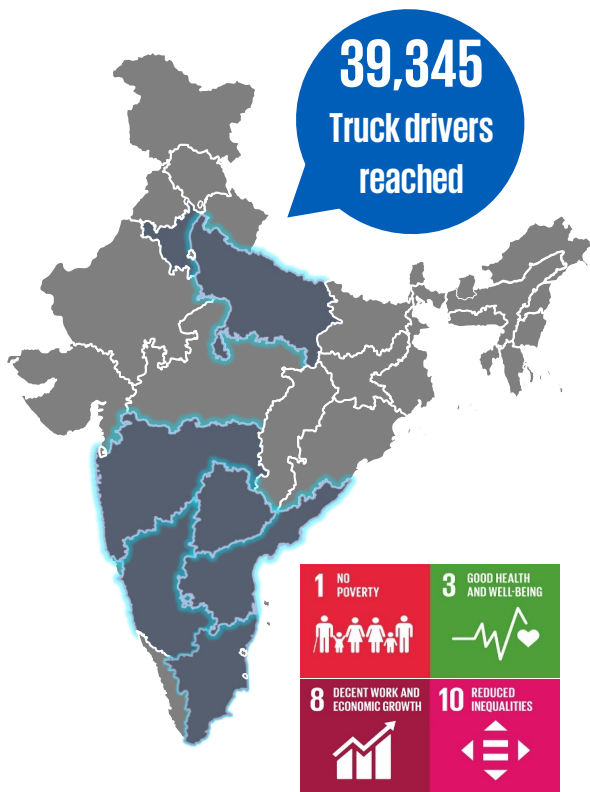 39,345
Truck drivers
reached
1 NO
POVERTY
3 GOOD HEALTH
AND WELL-BEING
8 DECENT WORK AND
ECONOMIC GROWTH
10 REDUCED
INEQUALITIES